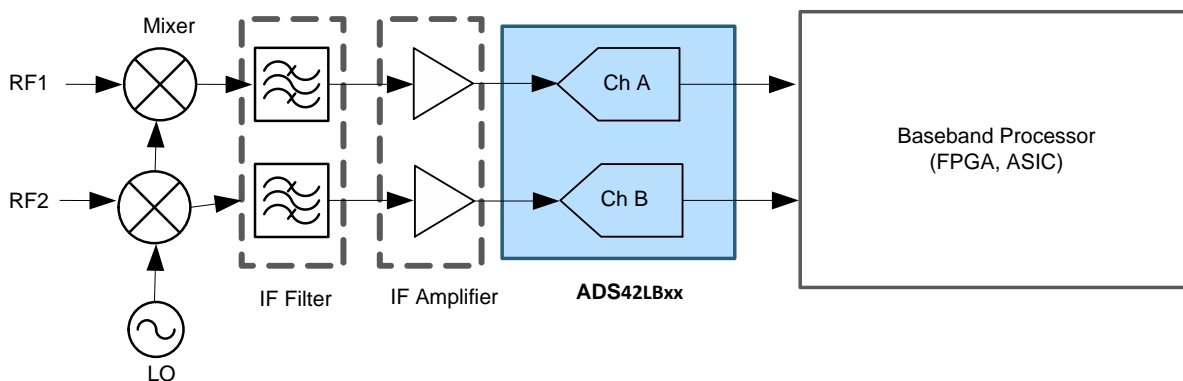 Mixer
RF1
RF2
LO
IF Filter
IF Amplifier
Ch A
Ch B
ADS42LBxx
Baseband Processor
(FPGA, ASIC)